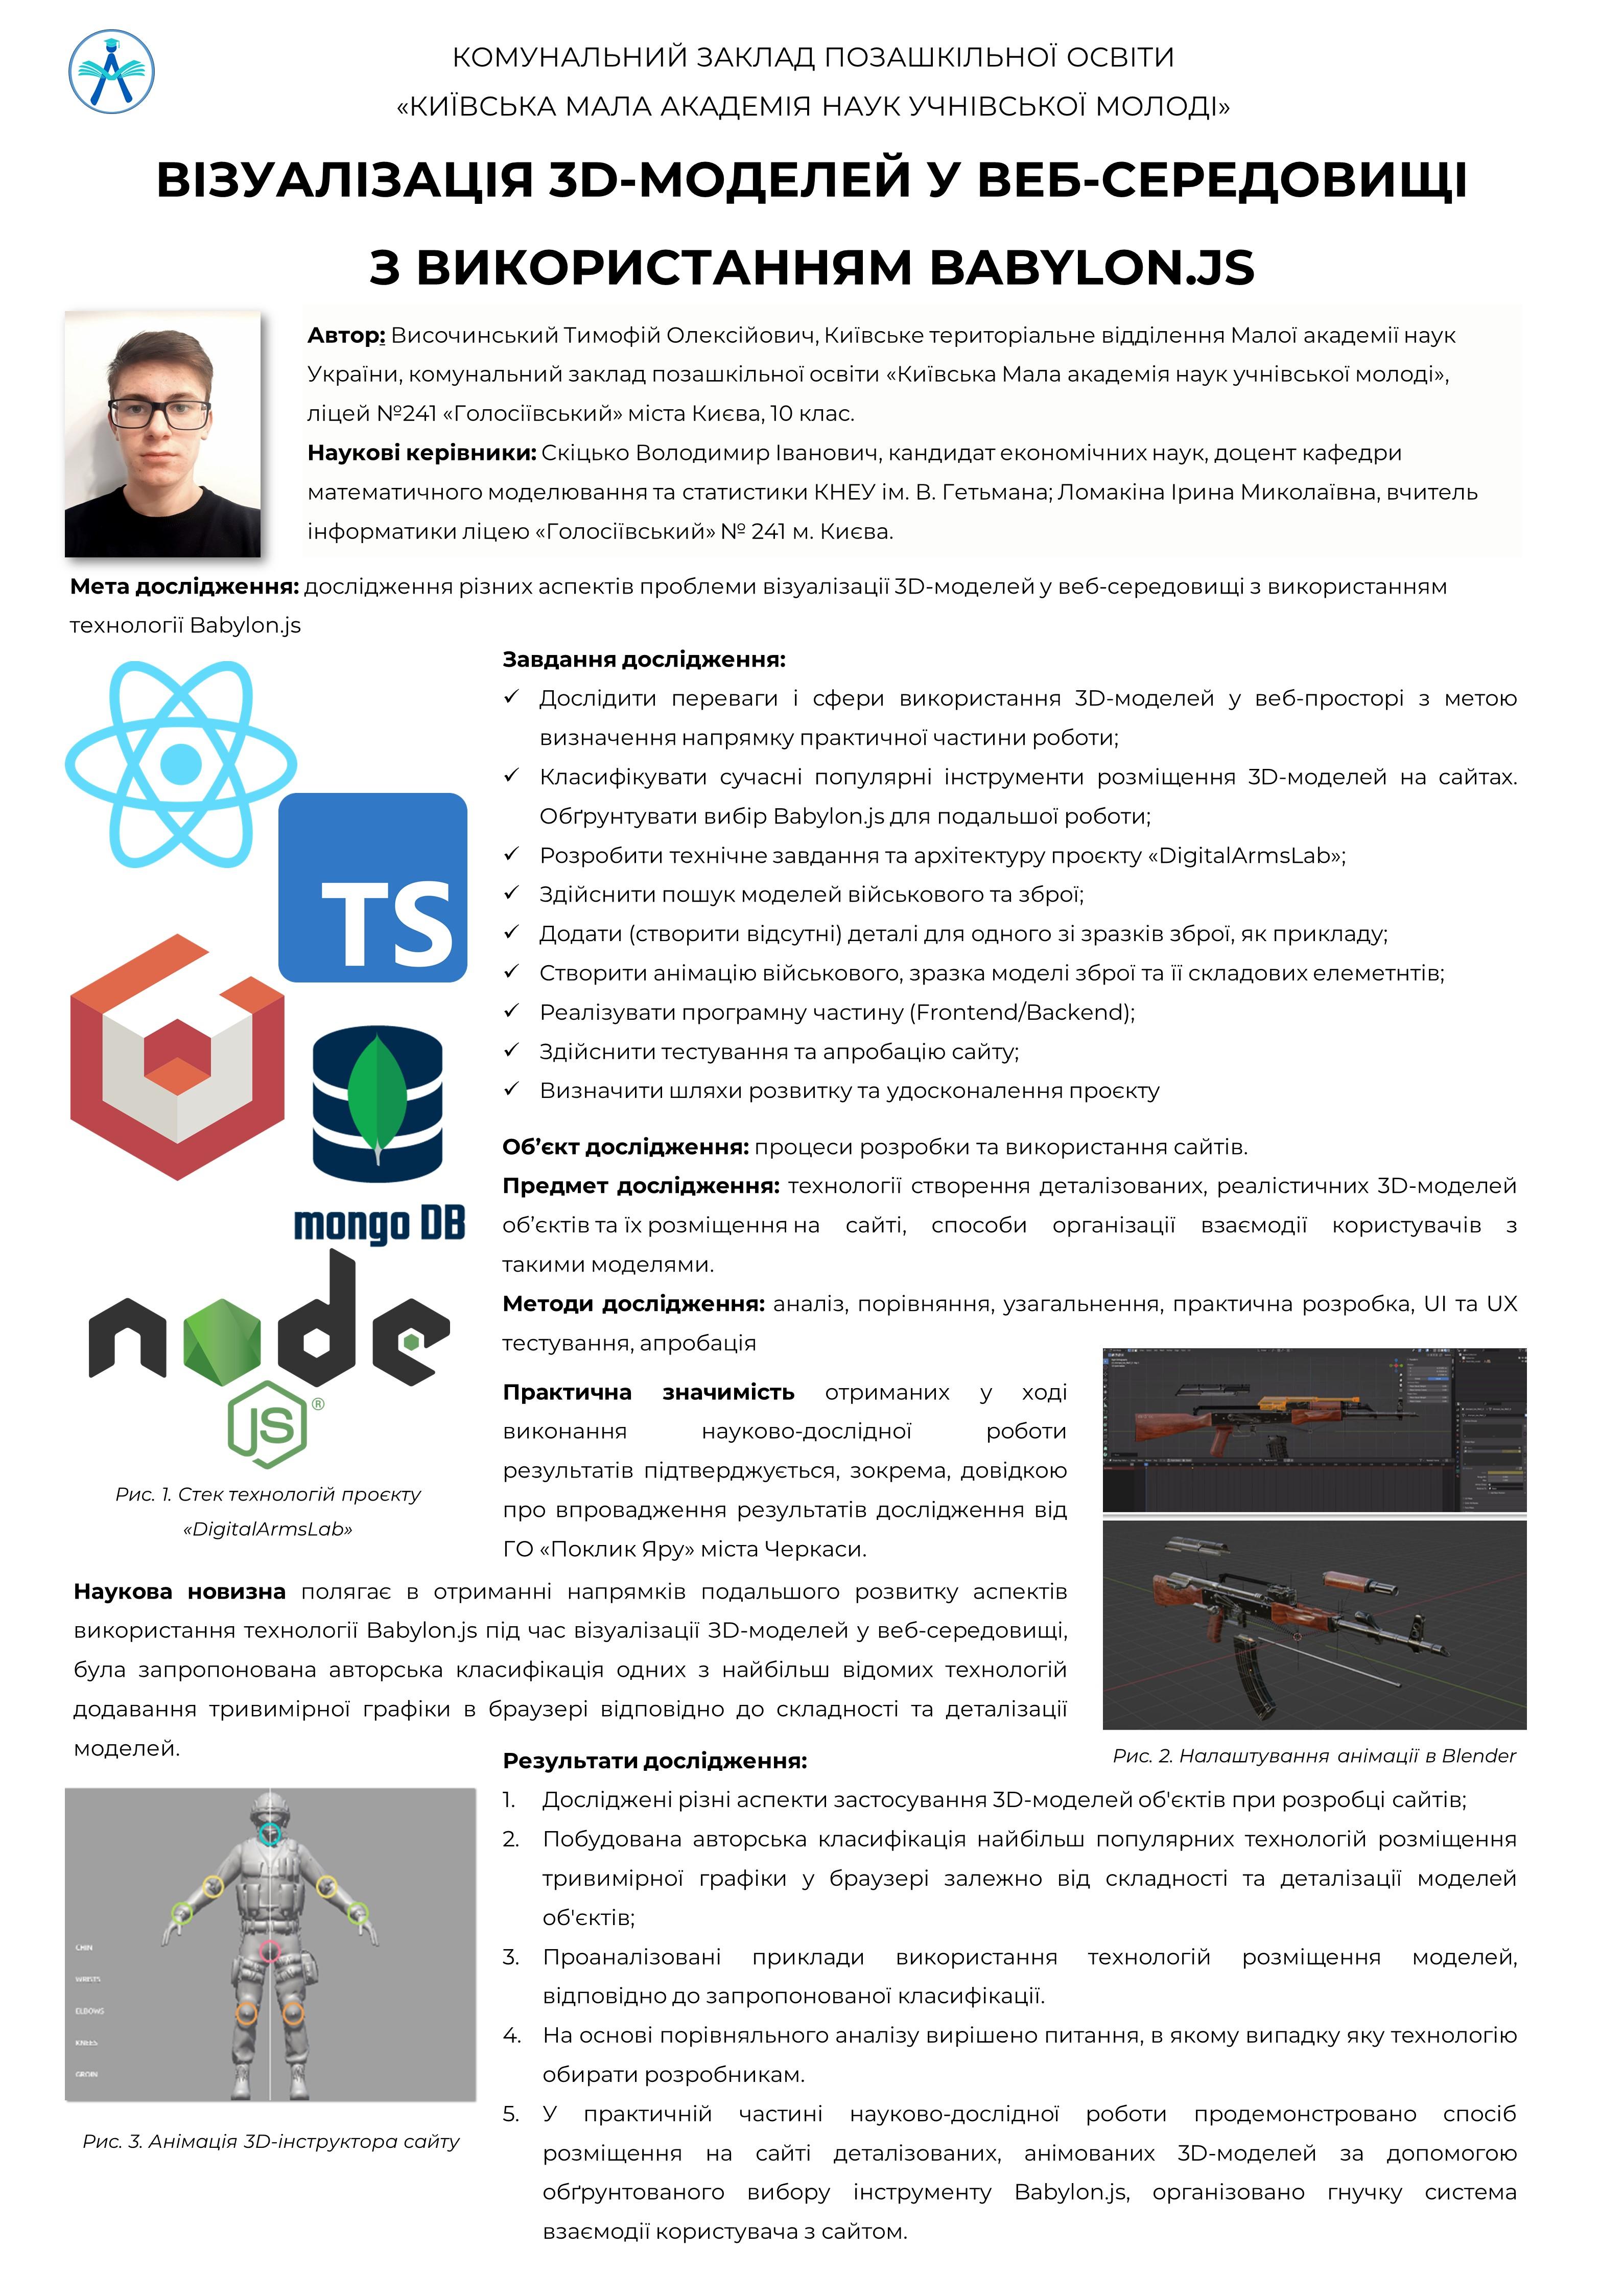 КОМУНАЛЬНИЙ ЗАКЛАД ПОЗАШКІЛЬНОЇ ОСВІТИ
«КИЇВСЬКА МАЛА АКАДЕМІЯ НАУК УЧНІВСЬКОЇ МОЛОДІ»
ВІЗУАЛІЗАЦІЯ 3D-МОДЕЛЕЙ У ВЕБ-СЕРЕДОВИЩІ
З ВИКОРИСТАННЯМ BABYLON.JS
Автор: Височинський Тимофій Олексійович, Київське територіальне відділення Малої академії наук
України, комунальний заклад позашкільної освіти «Київська Мала академія наук учнівської молоді»,
ліцей №241 «Голосіївський» міста Києва, 10 клас.
Наукові керівники: Скіцько Володимир Іванович, кандидат економічних наук, доцент кафедри
математичного моделювання та статистики КНЕУ ім. В. Гетьмана; Ломакіна Ірина Миколаївна, вчитель
інформатики ліцею «Голосіївський» № 241 м. Києва.
Мета дослідження: дослідження різних аспектів проблеми візуалізації 3D-моделей у веб-середовищі з використанням
технології Babylon.js
TS
mongo DB
node
JS ®
Рис. 1. Стек технологій проєкту
«DigitalArmsLab»
Завдання дослідження:
✓ Дослідити переваги і сфери використання 3D-моделей у веб-просторі з метою
визначення напрямку практичної частини роботи;
✓ Класифікувати сучасні популярні інструменти розміщення 3D-моделей на сайтах.
Обґрунтувати вибір Babylon.js для подальшої роботи;
✓ Розробити технічне завдання та архітектуру проєкту «DigitalArmsLab»;
✓ Здійснити пошук моделей військового та зброї;
✓ Додати (створити відсутні) деталі для одного зі зразків зброї, як прикладу;
✓ Створити анімацію військового, зразка моделі зброї та її складових елеметнтів;
✓ Реалізувати програмну частину (Frontend/Backend);
✓ Здійснити тестування та апробацію сайту;
✓ Визначити шляхи розвитку та удосконалення проєкту
Об’єкт дослідження: процеси розробки та використання сайтів.
Предмет дослідження: технології створення деталізованих, реалістичних 3D-моделей
об’єктів та їх розміщення на сайті, способи організації взаємодії користувачів з
такими моделями.
Методи дослідження: аналіз, порівняння, узагальнення, практична розробка, UI та UX
тестування, апробація
Практична значимість отриманих у ході
виконання науково-дослідної роботи
результатів підтверджується, зокрема, довідкою
про впровадження результатів дослідження від
ГО «Поклик Яру» міста Черкаси.
Наукова новизна полягає в отриманні напрямків подальшого розвитку аспектів
використання технології Babylon.js під час візуалізації 3D-моделей у веб-середовищі,
була запропонована авторська класифікація одних з найбільш відомих технологій
додавання тривимірної графіки в браузері відповідно до складності та деталізації
моделей.
Рис. 2. Налаштування анімації в Blender
CHIN
WRISTS
ELBOWS
KNEES
GROIN
Рис. 3. Анімація 3D-інструктора сайту
Результати дослідження:
1. Досліджені різні аспекти застосування 3D-моделей об'єктів при розробці сайтів;
2. Побудована авторська класифікація найбільш популярних технологій розміщення
тривимірної графіки у браузері залежно від складності та деталізації моделей
об'єктів;
3. Проаналізовані приклади використання технологій розміщення моделей,
відповідно до запропонованої класифікації.
4. На основі порівняльного аналізу вирішено питання, в якому випадку яку технологію
обирати розробникам.
5. У практичній частині науково-дослідної роботи продемонстровано спосіб
розміщення на сайті деталізованих, анімованих 3D-моделей за допомогою
обґрунтованого вибору інструменту Babylon.js, організовано гнучку система
взаємодії користувача з сайтом.